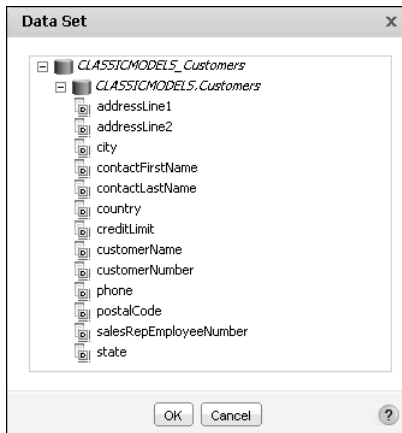 Data Set
CLASSICMODELS_Customers
CLASSICMODELS.Customers
addressLine1
addressLine2
city
contactFirstName
contactLastName
country
creditLimit
customerName
customerNumber
phone
postalCode
salesRepEmployeeNumber
state
OK Cancel ?